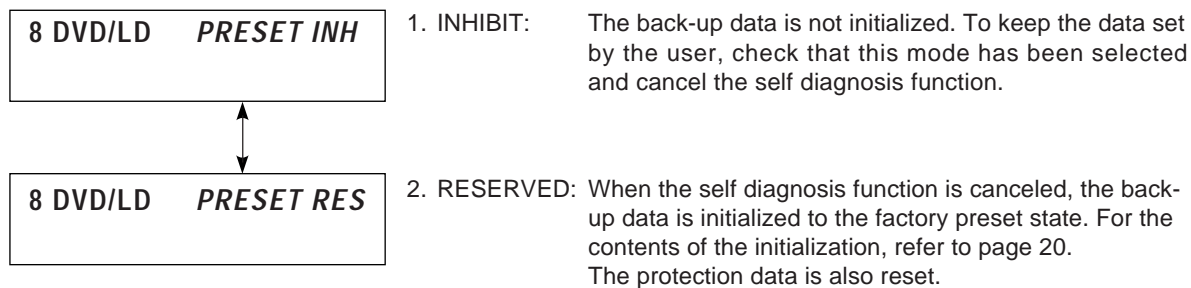 8 DVD/LD PRESET INH
1. INHIBIT: The back-up data is not initialized. To keep the data set
by the user, check that this mode has been selected
and cancel the self diagnosis function.
8 DVD/LD PRESET RES
2. RESERVED: When the self diagnosis function is canceled, the back-
up data is initialized to the factory preset state. For the
contents of the initialization, refer to page 20.
The protection data is also reset.